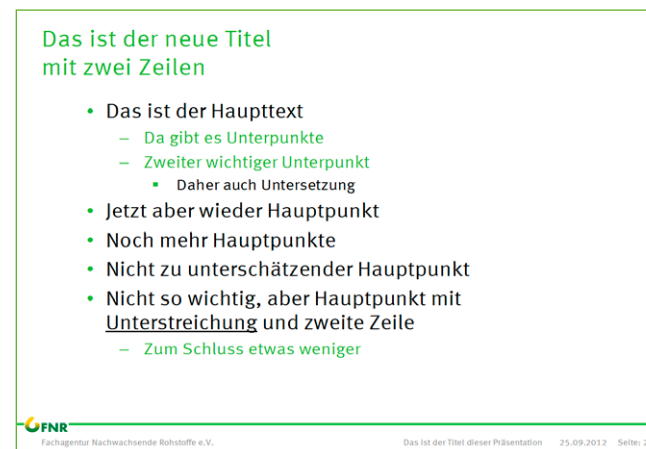 Das ist der neue Titel
mit zwei Zeilen
• Das ist der Haupttext
– Da gibt es Unterpunkte
– Zweiter wichtiger Unterpunkt
▪ Daher auch Untersetzung
• Jetzt aber wieder Hauptpunkt
• Noch mehr Hauptpunkte
• Nicht zu unterschätzender Hauptpunkt
• Nicht so wichtig, aber Hauptpunkt mit
Unterstreichung und zweite Zeile
– Zum Schluss etwas weniger
FNR
Fachagentur Nachwachsende Rohstoffe e.V. Das ist der Titel dieser Präsentation 25.09.2012 Seite: 2